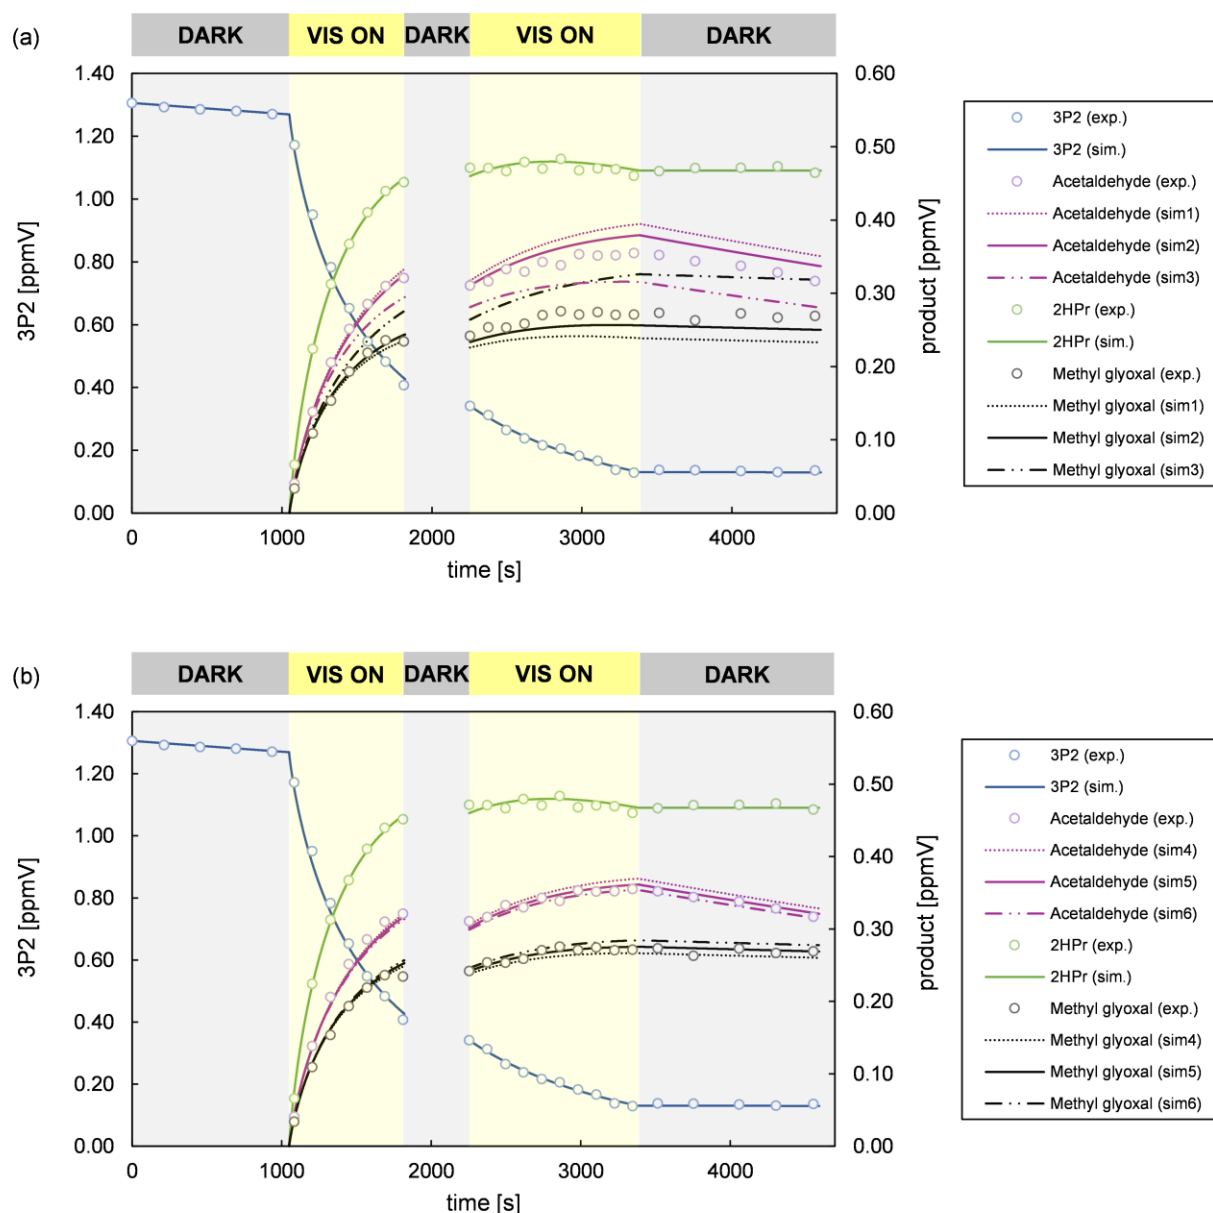 (a)
DARK VIS ON DARK VIS ON DARK
1.40 0.60
1.20 0.50
1.00 0.40
0.80 0.30
0.60
0.40 0.20
0.20 0.10
0.00 0.00
0 1000 2000 3000 4000
3P2 [ppmV]
product [ppmV]
time [s]
3P2 (exp.)
3P2 (sim.)
Acetaldehyde (exp.)
Acetaldehyde (sim1)
Acetaldehyde (sim2)
Acetaldehyde (sim3)
2HPr (exp.)
2HPr (sim.)
Methyl glyoxal (exp.)
Methyl glyoxal (sim1)
Methyl glyoxal (sim2)
Methyl glyoxal (sim3)
(b)
DARK VIS ON DARK VIS ON DARK
1.40 0.60
1.20 0.50
1.00 0.40
0.80 0.30
0.60
0.40 0.20
0.20 0.10
0.00 0.00
0 1000 2000 3000 4000
3P2 [ppmV]
product [ppmV]
time [s]
3P2 (exp.)
3P2 (sim.)
Acetaldehyde (exp.)
Acetaldehyde (sim4)
Acetaldehyde (sim5)
Acetaldehyde (sim6)
2HPr (exp.)
2HPr (sim.)
Methyl glyoxal (exp.)
Methyl glyoxal (sim4)
Methyl glyoxal (sim5)
Methyl glyoxal (sim6)